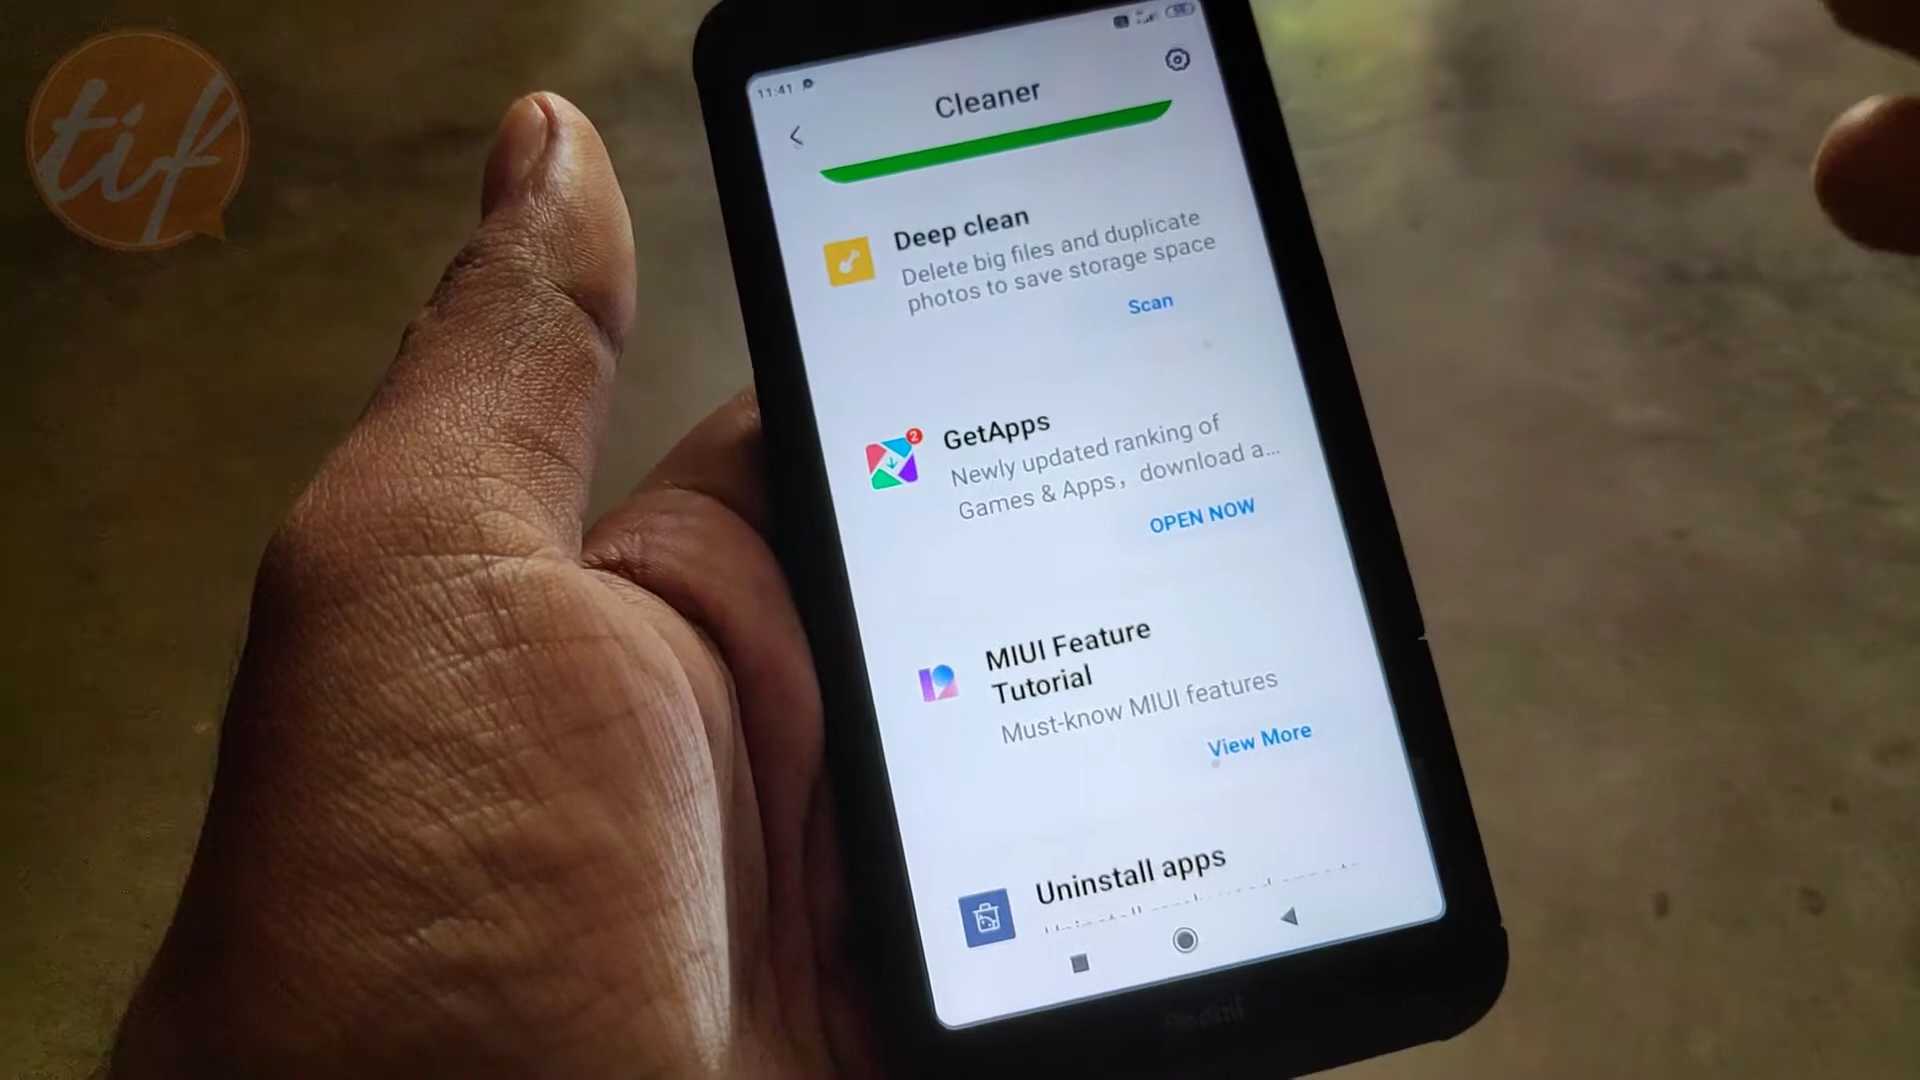 tif
11:41
Cleaner
Deep clean
Delete big files and duplicate
photos to save storage space
Scan
2
GetApps
Newly updated ranking of
Games & Apps，download a...
OPEN NOW
MIUI Feature
Tutorial
Must-know MIUI features
View More
Uninstall apps
Redmi